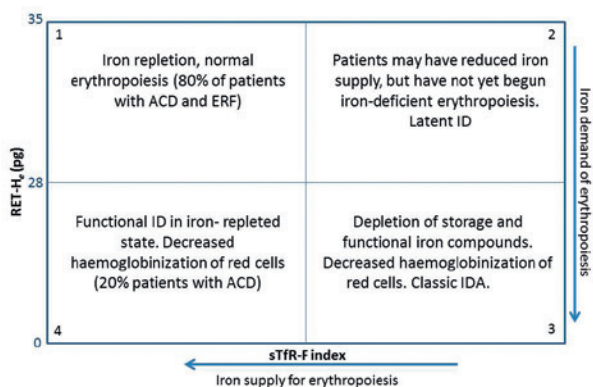 35
1
Iron repletion, normal
erythropoiesis (80% of patients
with ACD and ERF)
2
Patients may have reduced iron
supply, but have not yet begun
iron-deficient erythropoiesis.
Latent ID
Iron demand of erythropoiesis
RET-Hₑ (pg)
28
Functional ID in iron- repleted
state. Decreased
haemoglobinization of red cells
(20% patients with ACD)
4
Depletion of storage and
functional iron compounds.
Decreased haemoglobinization of
red cells. Classic IDA.
3
0
sTfR-F index
Iron supply for erythropoiesis